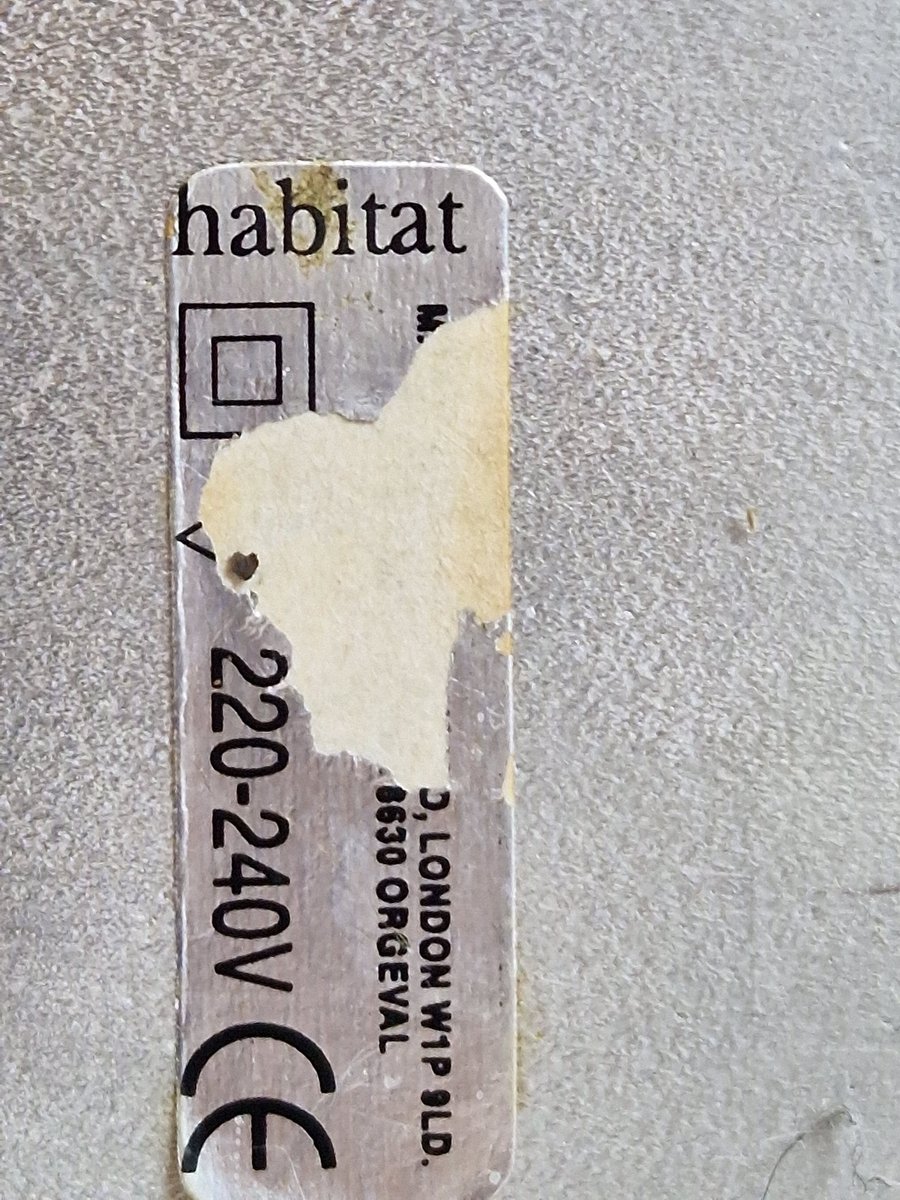 habitat
M
D, LONDON W1P 9LD.
8630 ORGEVAL
220-240V
CE